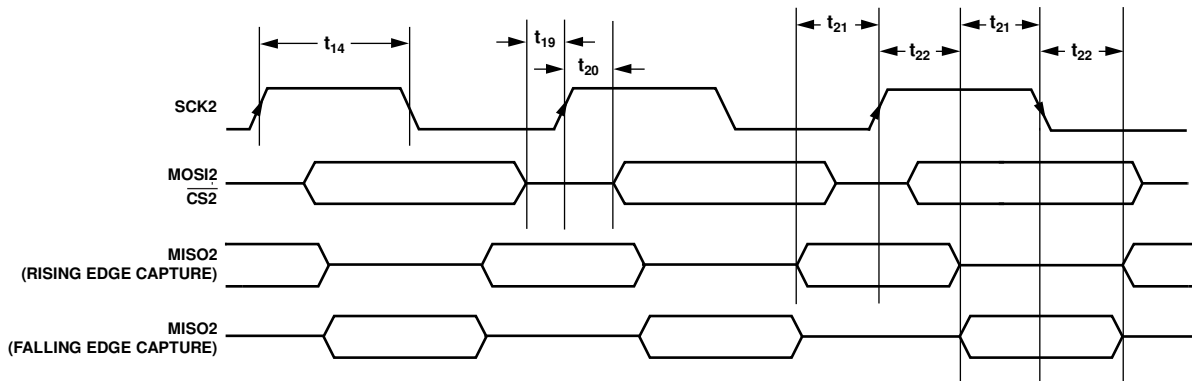 t21
t21
t19
t14
t22
t22
t20
SCK2
MOSI2,
CS2
MISO2
(RISING EDGE CAPTURE)
MISO2
(FALLING EDGE CAPTURE)